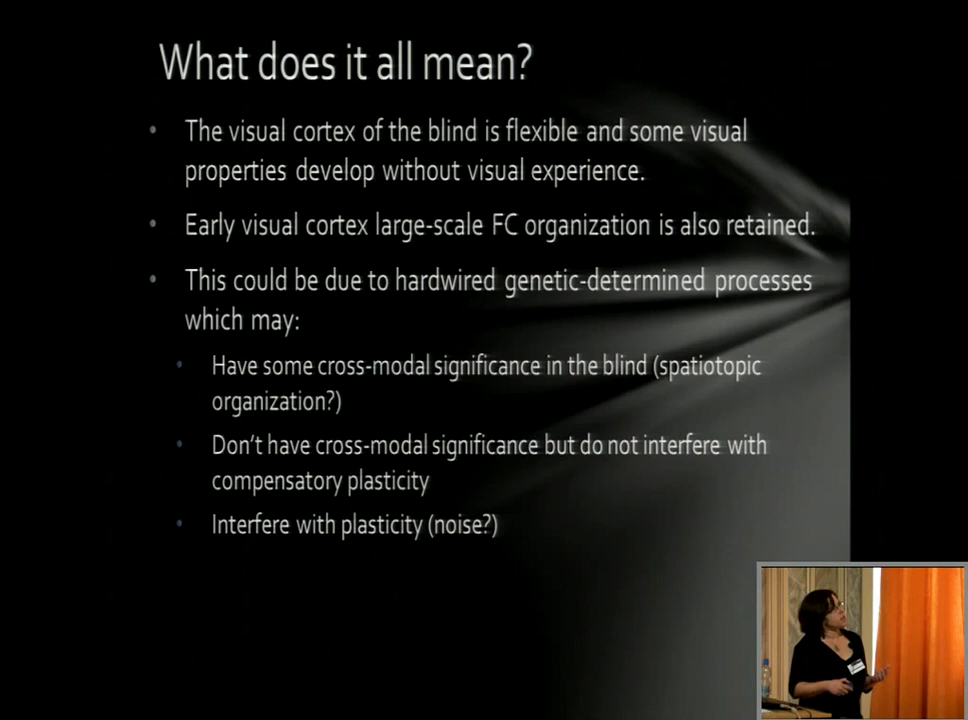 What does it all mean?
• The visual cortex of the blind is flexible and some visual
properties develop without visual experience.
• Early visual cortex large-scale FC organization is also retained.
• This could be due to hardwired genetic-determined processes
which may:
• Have some cross-modal significance in the blind (spatiotopic
organization?)
• Don't have cross-modal significance but do not interfere with
compensatory plasticity
• Interfere with plasticity (noise?)